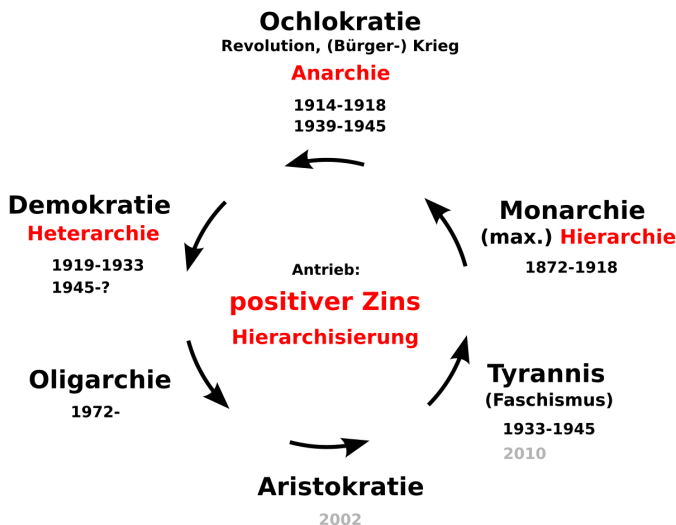 Ochlokratie
Revolution, (Bürger-) Krieg
Anarchie
1914-1918
1939-1945
Demokratie
Heterarchie
1919-1933
1945-?
Monarchie
(max.) Hierarchie
1872-1918
Antrieb:
positiver Zins
Hierarchisierung
Oligarchie
1972-
Tyrannis
(Faschismus)
1933-1945
2010
Aristokratie
2002